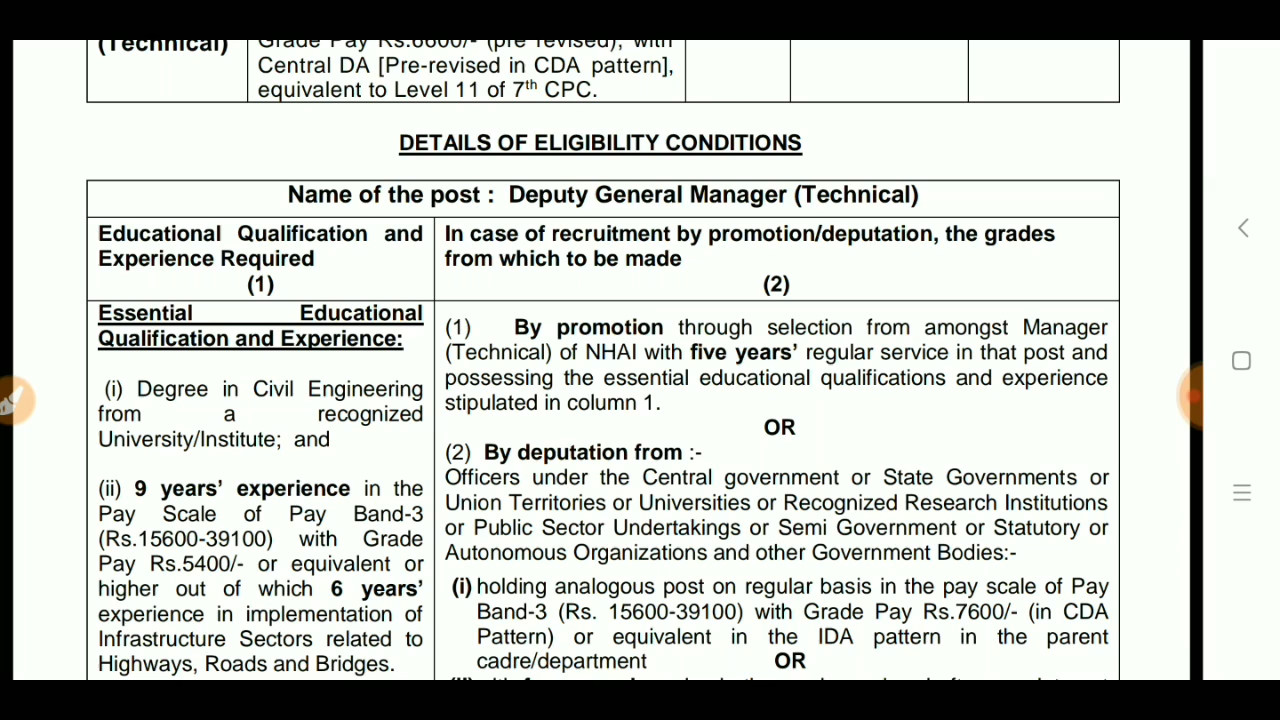 (Technical)
Grade Pay Rs.6600/- (pre revised), with
Central DA [Pre-revised in CDA pattern],
equivalent to Level 11 of 7th CPC.
DETAILS OF ELIGIBILITY CONDITIONS
Name of the post : Deputy General Manager (Technical)
Educational Qualification and
Experience Required
(1)
In case of recruitment by promotion/deputation, the grades
from which to be made
(2)
Essential Educational
Qualification and Experience:
(i) Degree in Civil Engineering
from a recognized
University/Institute; and
(ii) 9 years’ experience in the
Pay Scale of Pay Band-3
(Rs.15600-39100) with Grade
Pay Rs.5400/- or equivalent or
higher out of which 6 years’
experience in implementation of
Infrastructure Sectors related to
Highways, Roads and Bridges.
(1) By promotion through selection from amongst Manager
(Technical) of NHAI with five years’ regular service in that post and
possessing the essential educational qualifications and experience
stipulated in column 1.
OR
(2) By deputation from :-
Officers under the Central government or State Governments or
Union Territories or Universities or Recognized Research Institutions
or Public Sector Undertakings or Semi Government or Statutory or
Autonomous Organizations and other Government Bodies:-
(i) holding analogous post on regular basis in the pay scale of Pay
Band-3 (Rs. 15600-39100) with Grade Pay Rs.7600/- (in CDA
Pattern) or equivalent in the IDA pattern in the parent
cadre/department OR